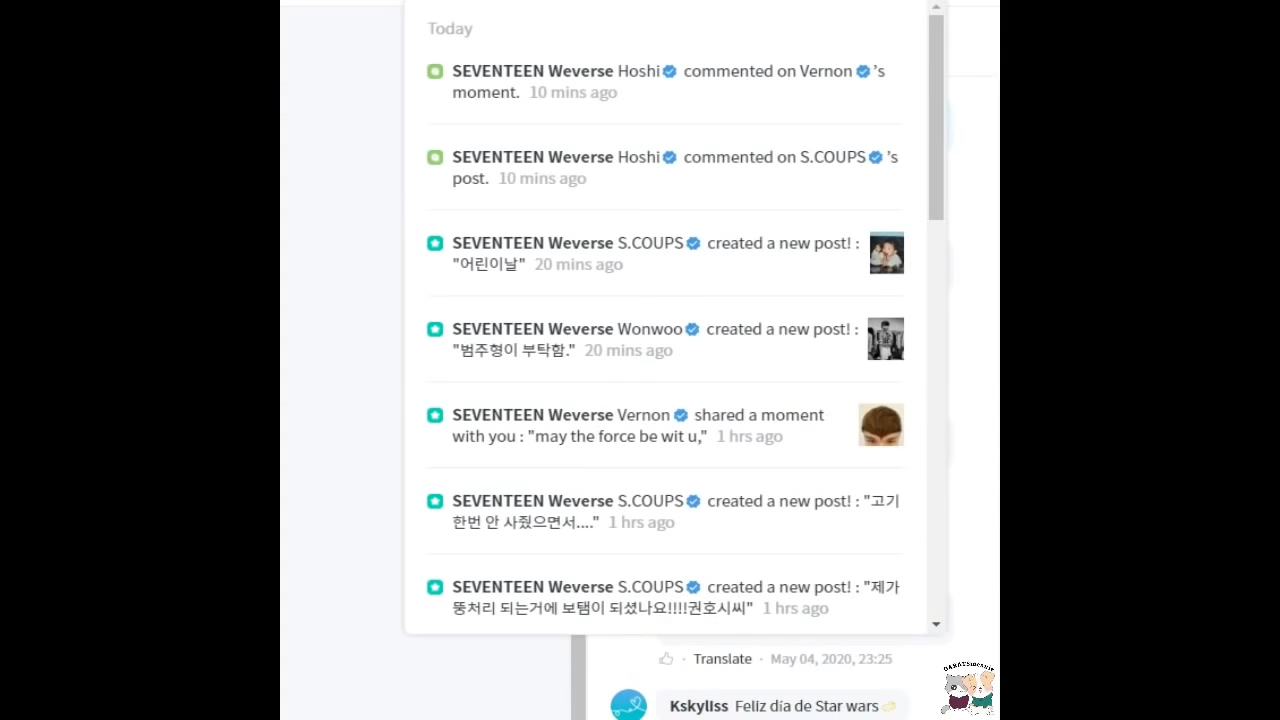 Today
SEVENTEEN Weverse Hoshi commented on Vernon 's
moment. 10 mins ago
SEVENTEEN Weverse Hoshi commented on S.COUPS 's
post. 10 mins ago
SEVENTEEN Weverse S.COUPS created a new post! :
"어린이날" 20 mins ago
SEVENTEEN Weverse Wonwoo created a new post! :
"범주형이 부탁함." 20 mins ago
SEVENTEEN Weverse Vernon shared a moment
with you : "may the force be wit u," 1 hrs ago
SEVENTEEN Weverse S.COUPS created a new post! : "고기
한번 안 사줬으면서...." 1 hrs ago
SEVENTEEN Weverse S.COUPS created a new post! : "제가
뚱처리 되는거에 보탬이 되셨나요!!!!권호시씨" 1 hrs ago
· Translate · May 04, 2020, 23:25
Kskyliss Feliz día de Star wars